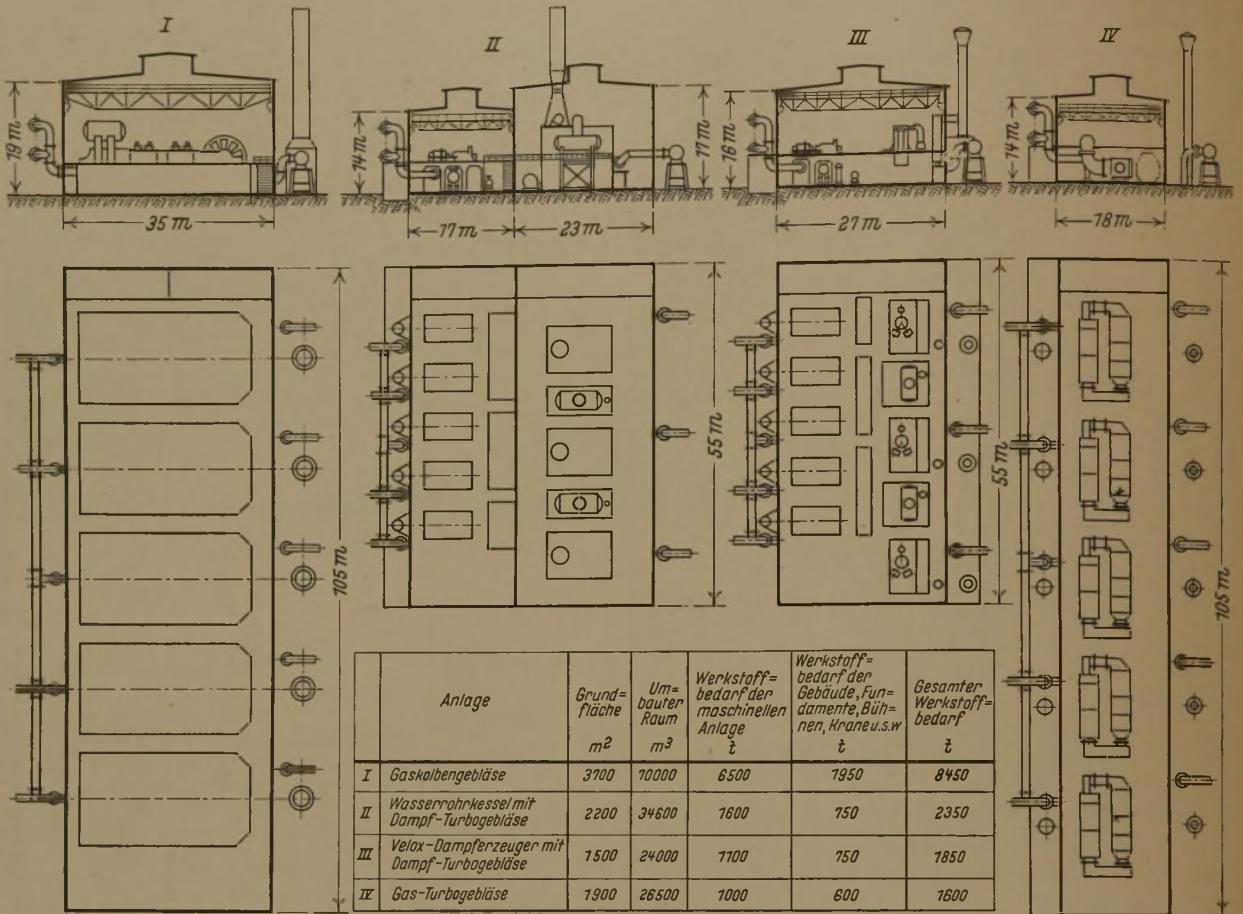 I
II
III
IV
19 m
35 m
14 m
17 m
23 m
17 m
16 m
27 m
14 m
18 m
105 m
55 m
55 m
105 m
Anlage
Grund=
fläche
m²
Um=
bauter
Raum
m³
Werkstoff=
bedarf der
maschinellen
Anlage
t
Werkstoff=
bedarf der
Gebäude, Fun=
damente, Büh=
nen, Krane u.s.w
t
Gesamter
Werkstoff=
bedarf
t
I Gaskolbengebläse 3700 70000 6500 1950 8450
II Wasserrohrkessel mit
Dampf-Turbogebläse 2200 34600 1600 750 2350
III Velox-Dampferzeuger mit
Dampf-Turbogebläse 1500 24000 1100 750 1850
IV Gas-Turbogebläse 1900 26500 1000 600 1600